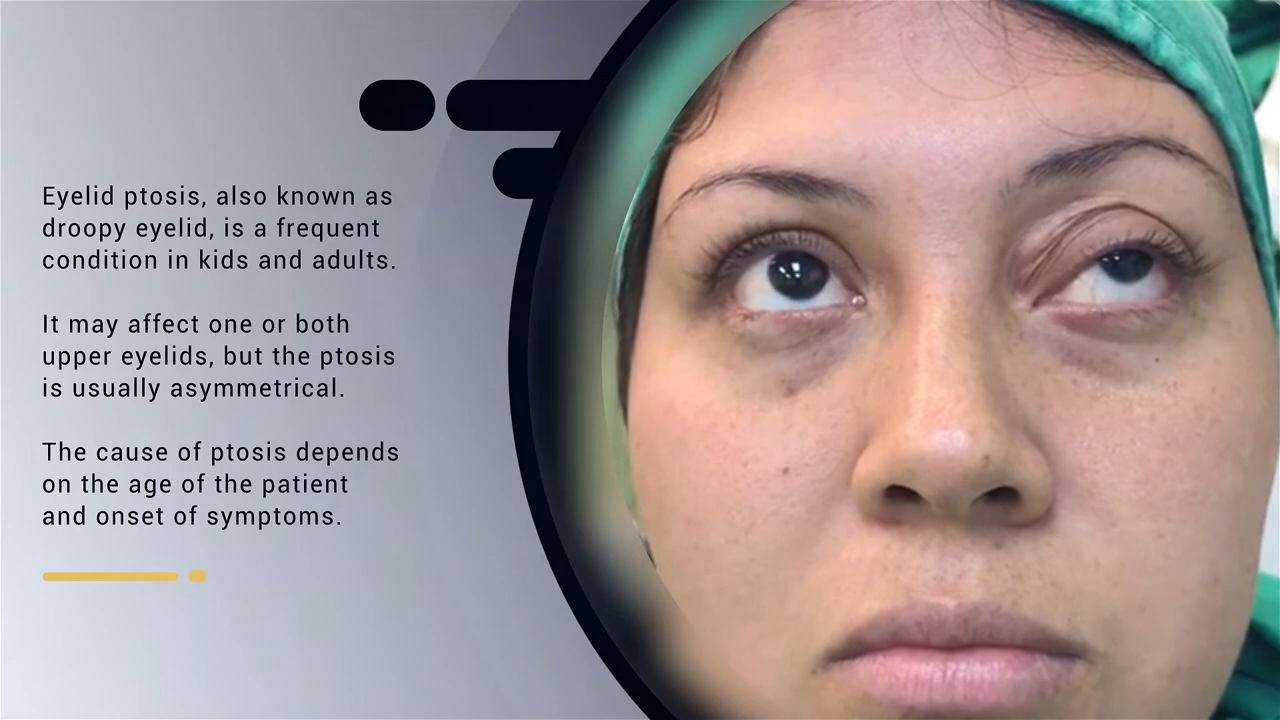 Eyelid ptosis, also known as
droopy eyelid, is a frequent
condition in kids and adults.
It may affect one or both
upper eyelids, but the ptosis
is usually asymmetrical.
The cause of ptosis depends
on the age of the patient
and onset of symptoms.